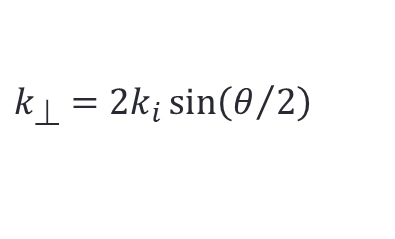 k⊥ = 2kᵢ sin(θ/2)